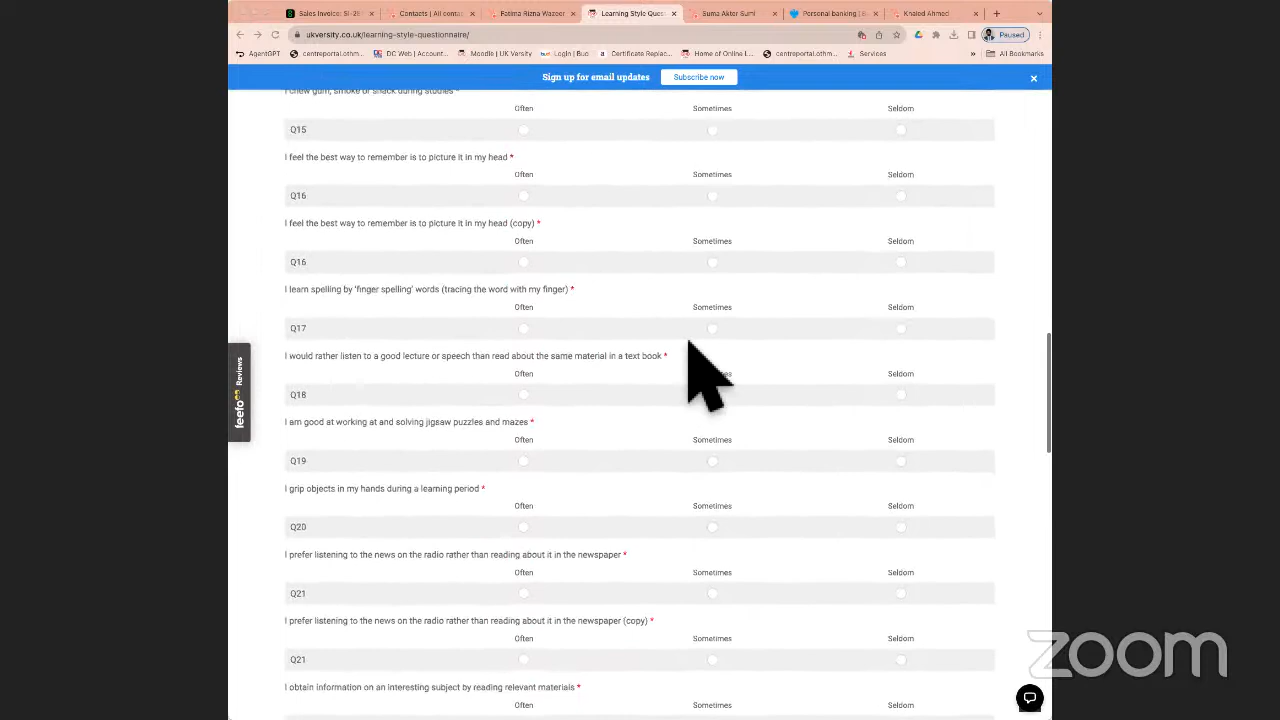 Sales Invoice: SI-28
Contacts | All contac
Fatima Rizna Wazeer
Learning Style Ques
Suma Akter Sumi
Personal banking | B
Khaled Ahmed
ukversity.co.uk/learning-style-questionnaire/
Paused
AgentGPT
centreportal.othm...
DC Web | Account...
Moodle | UK Versity
Login | Buo
Certificate Replac...
Home of Online L...
centreportal.othm...
Services
»
All Bookmarks
Sign up for email updates
Subscribe now
I chew gum, smoke or snack during studies *
Often Sometimes Seldom
Q15
I feel the best way to remember is to picture it in my head *
Often Sometimes Seldom
Q16
I feel the best way to remember is to picture it in my head (copy) *
Often Sometimes Seldom
Q16
I learn spelling by 'finger spelling' words (tracing the word with my finger) *
Often Sometimes Seldom
Q17
I would rather listen to a good lecture or speech than read about the same material in a text book *
Often Seldom
Q18
I am good at working at and solving jigsaw puzzles and mazes *
Often Sometimes Seldom
Q19
I grip objects in my hands during a learning period *
Often Sometimes Seldom
Q20
I prefer listening to the news on the radio rather than reading about it in the newspaper *
Often Sometimes Seldom
Q21
I prefer listening to the news on the radio rather than reading about it in the newspaper (copy) *
Often Sometimes Seldom
Q21
I obtain information on an interesting subject by reading relevant materials *
Often Sometimes Seldom
feefo Reviews
zoom